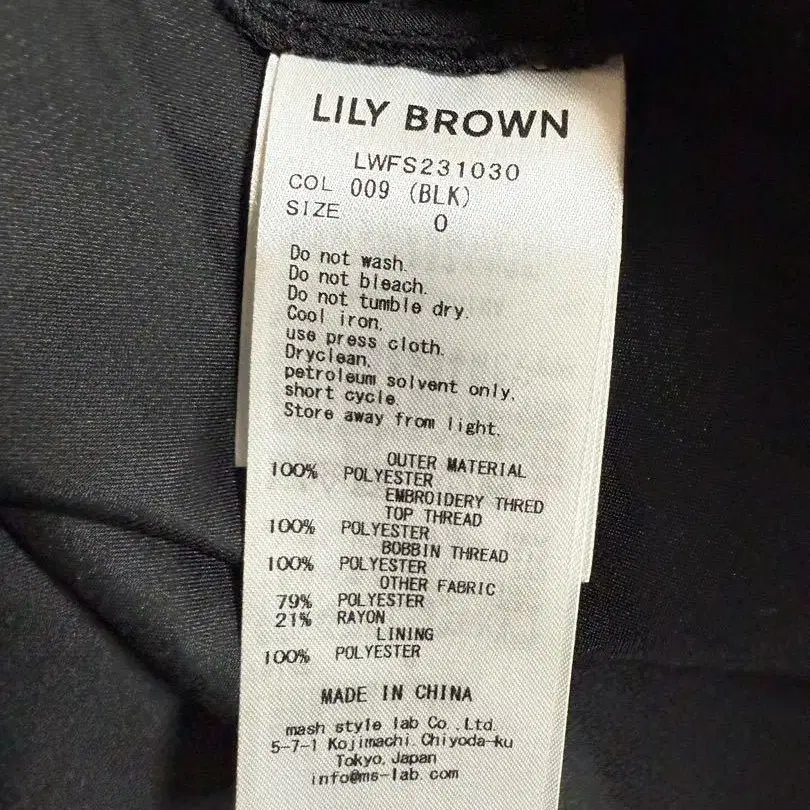 LILY BROWN
LWFS231030
COL 009 (BLK)
SIZE 0
Do not wash.
Do not bleach.
Do not tumble dry.
Cool iron,
use press cloth.
Dryclean,
petroleum solvent only,
short cycle.
Store away from light.
OUTER MATERIAL
100% POLYESTER
EMBROIDERY THRED
TOP THREAD
100% POLYESTER
BOBBIN THREAD
100% POLYESTER
OTHER FABRIC
79% POLYESTER
21% RAYON
LINING
100% POLYESTER
MADE IN CHINA
mash style lab Co.,Ltd.
5-7-1 Kojimachi, Chiyoda-ku
Tokyo, Japan
info@ms-lab.com